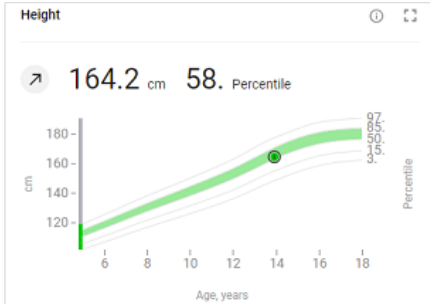 Height
164.2 cm 58. Percentile
97.
85.
50.
15.
3.
180
160
140
120
cm
Percentile
6 8 10 12 14 16 18
Age, years